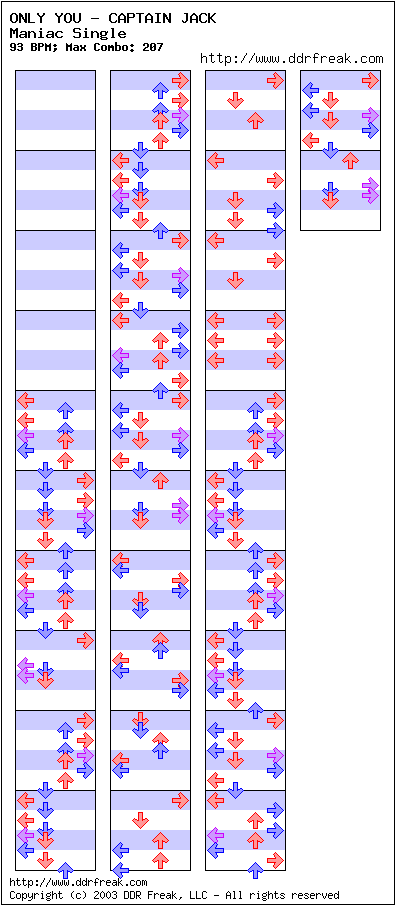 ONLY YOU - CAPTAIN JACK
Maniac Single
93 BPM; Max Combo: 207
http://www.ddrfreak.com
http://www.ddrfreak.com
Copyright (c) 2003 DDR Freak, LLC - All rights reserved